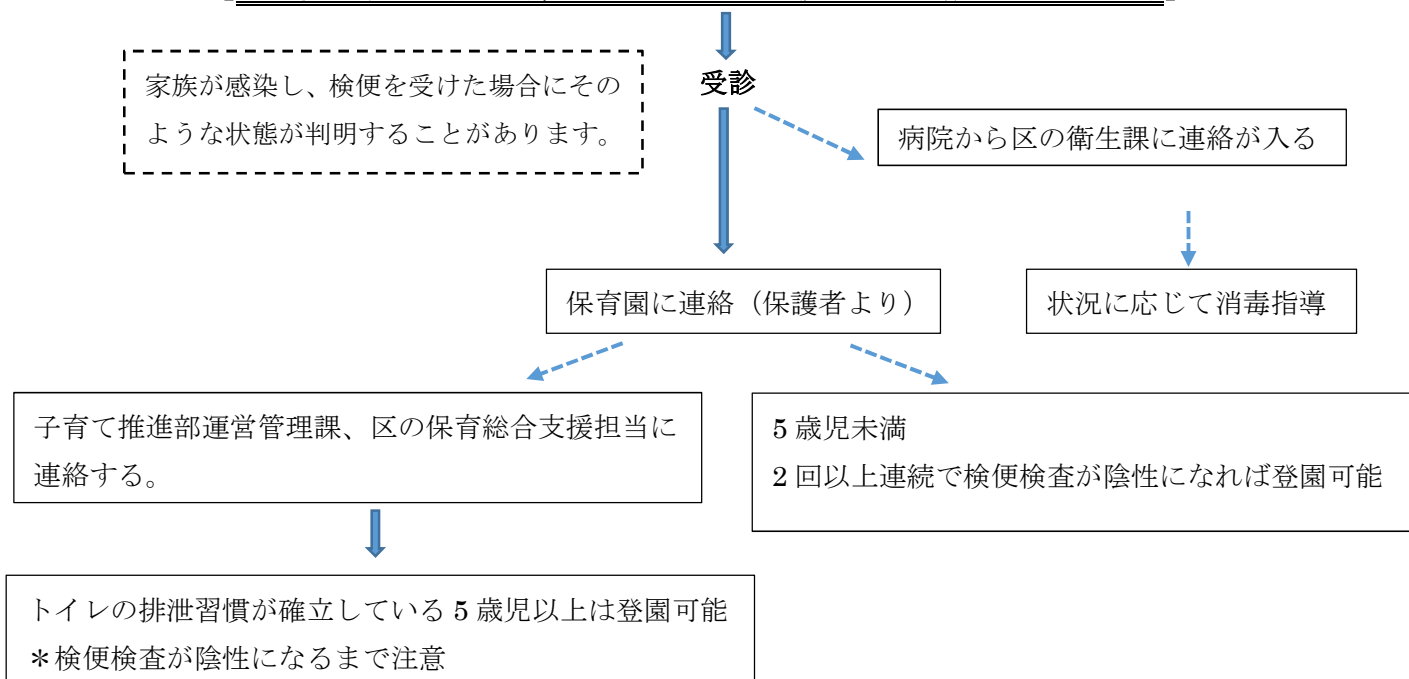 家族が感染し、検便を受けた場合にその
ような状態が判明することがあります。
受診
病院から区の衛生課に連絡が入る
保育園に連絡（保護者より）
状況に応じて消毒指導
子育て推進部運営管理課、区の保育総合支援担当に
連絡する。
5歳児未満
2回以上連続で検便検査が陰性になれば登園可能
トイレの排泄習慣が確立している5歳児以上は登園可能
＊検便検査が陰性になるまで注意